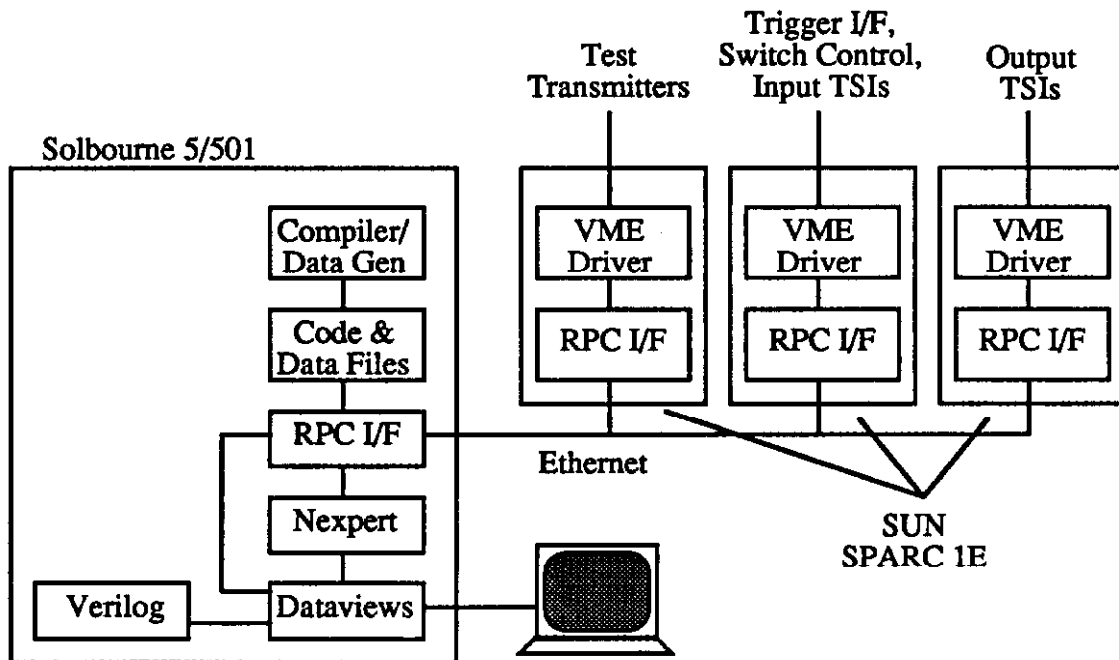 Trigger I/F,
Test
Switch Control,
Output
Transmitters
Input TSIs
TSIs
Solbourne 5/501
Compiler/
Data Gen
VME
Driver
VME
Driver
VME
Driver
Code &
Data Files
RPC I/F
RPC I/F
RPC I/F
RPC I/F
Ethernet
Nexpert
SUN
SPARC 1E
Verilog
Dataviews